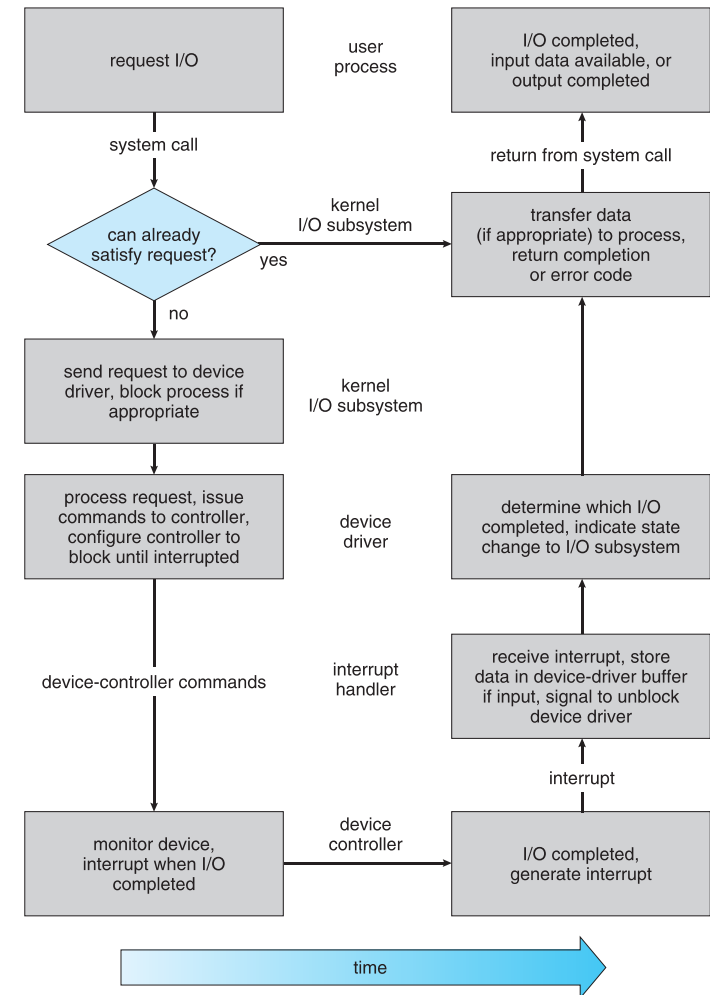 request I/O
user
process
I/O completed,
input data available, or
output completed
system call
return from system call
kernel
I/O subsystem
can already
satisfy request?
yes
transfer data
(if appropriate) to process,
return completion
or error code
no
send request to device
driver, block process if
appropriate
kernel
I/O subsystem
process request, issue
commands to controller,
configure controller to
block until interrupted
device
driver
determine which I/O
completed, indicate state
change to I/O subsystem
device-controller commands
interrupt
handler
receive interrupt, store
data in device-driver buffer
if input, signal to unblock
device driver
interrupt
monitor device,
interrupt when I/O
completed
device
controller
I/O completed,
generate interrupt
time